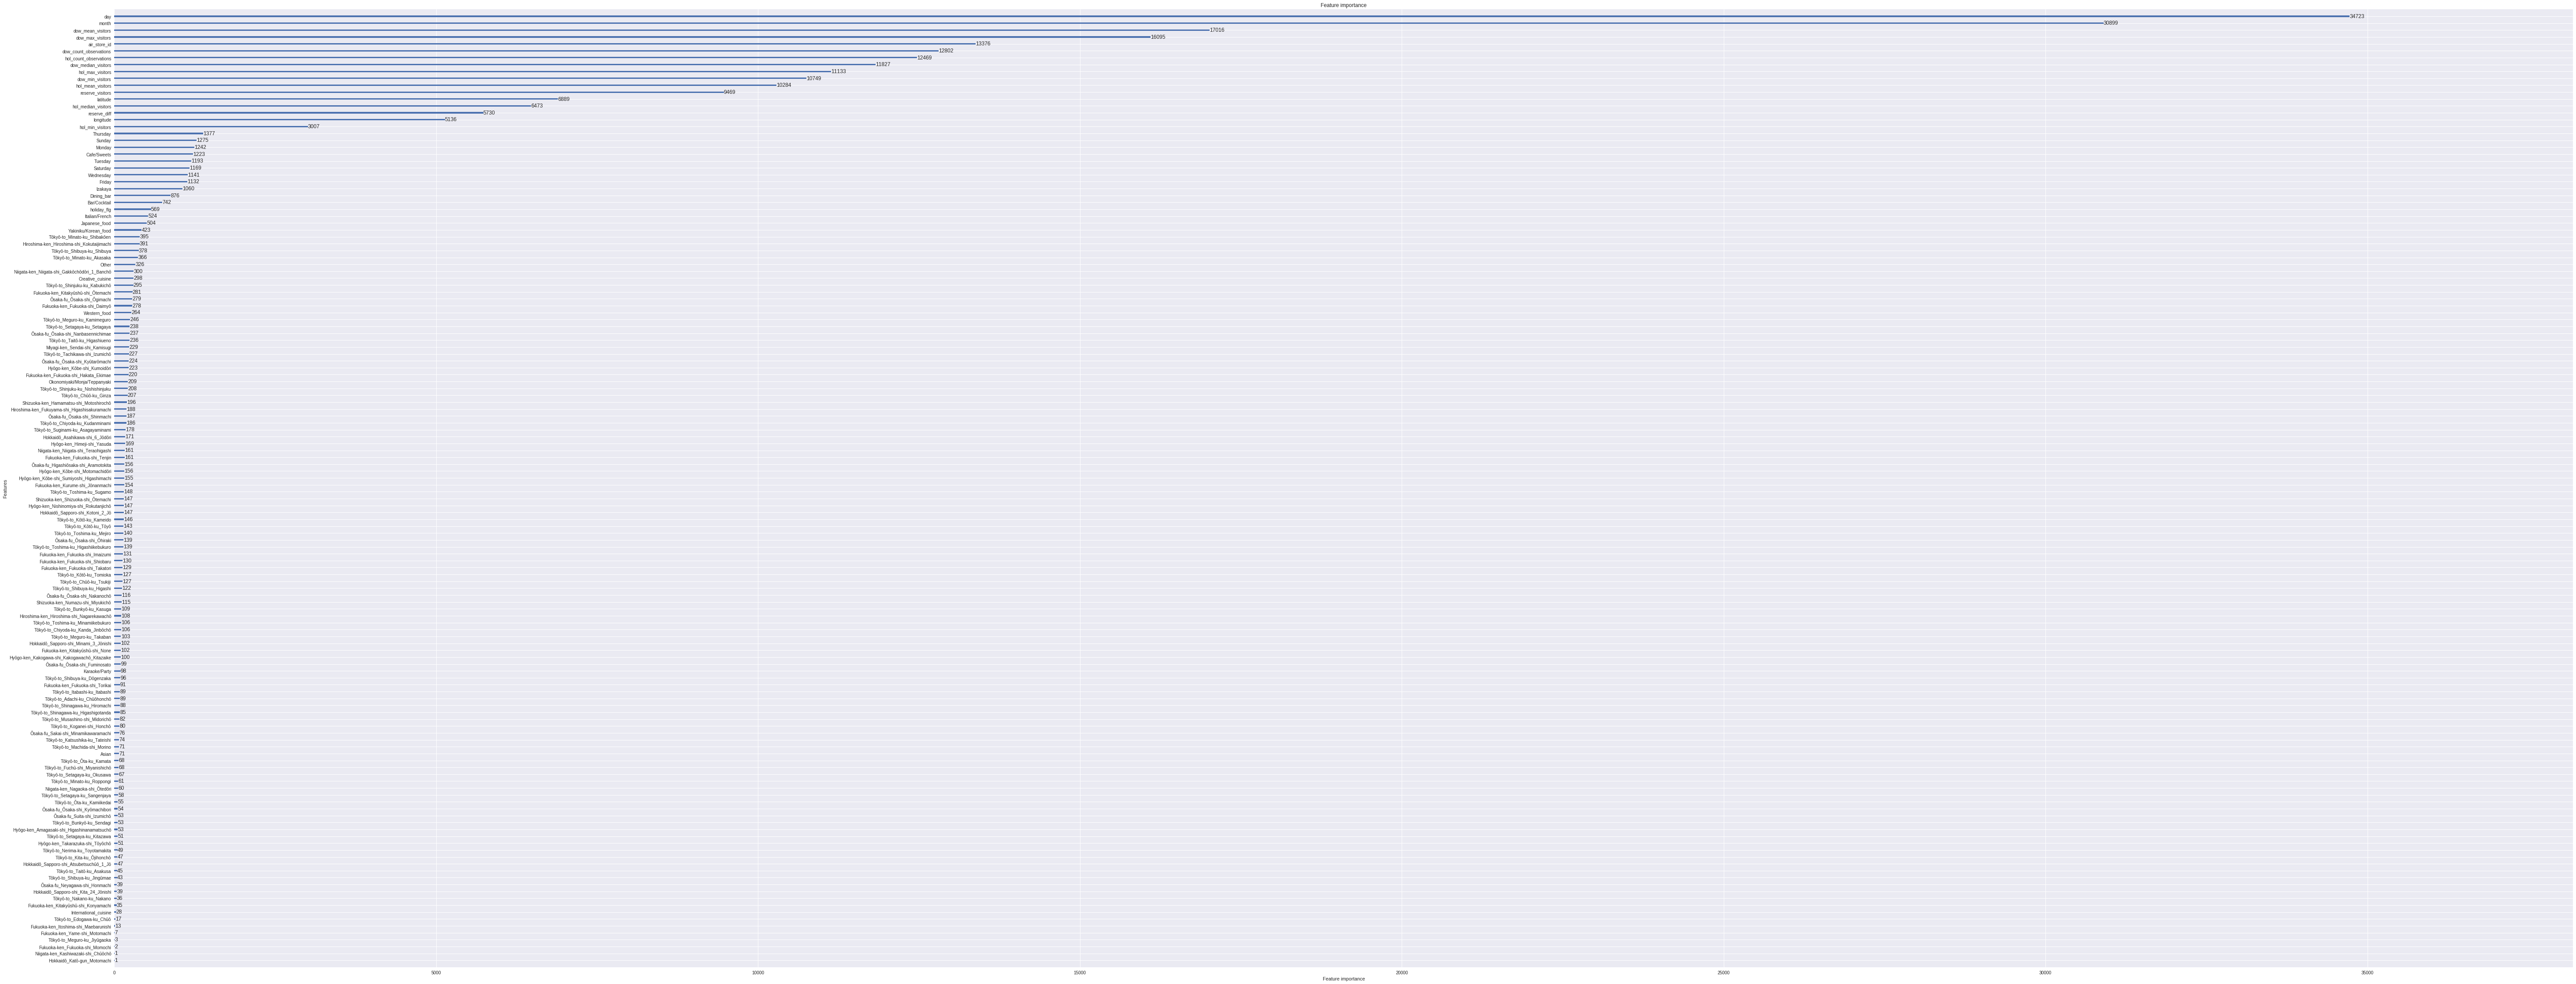 Feature importance
day 34723
month 30899
dow_mean_visitors 17016
dow_max_visitors 16095
air_store_id 13376
dow_count_observations 12802
hol_count_observations 12469
dow_median_visitors 11827
hol_max_visitors 11133
dow_min_visitors 10749
hol_mean_visitors 10284
reserve_visitors 9469
latitude 6889
hol_median_visitors 6473
reserve_diff 5730
longitude 5136
hol_min_visitors 3007
Thursday 1377
Sunday 1275
Monday 1242
Cafe/Sweets 1223
Tuesday 1193
Saturday 1169
Wednesday 1141
Friday 1132
Izakaya 1060
Dining_bar 876
Bar/Cocktail 742
holiday_flg 569
Italian/French 524
Japanese_food 504
Yakiniku/Korean_food 423
Tōkyō-to_Minato-ku_Shibakōen 395
Hiroshima-ken_Hiroshima-shi_Kokutaijimachi 391
Tōkyō-to_Shibuya-ku_Shibuya 378
Tōkyō-to_Minato-ku_Akasaka 366
Other 326
Niigata-ken_Niigata-shi_Gakkōchōdōri_1_Banchō 300
Creative_cuisine 298
Tōkyō-to_Shinjuku-ku_Kabukichō 295
Fukuoka-ken_Kitakyūshū-shi_Ōtemachi 281
Ōsaka-fu_Ōsaka-shi_Ōgimachi 279
Fukuoka-ken_Fukuoka-shi_Daimyō 278
Western_food 264
Tōkyō-to_Meguro-ku_Kamimeguro 246
Tōkyō-to_Setagaya-ku_Setagaya 238
Ōsaka-fu_Ōsaka-shi_Nanbasennichimae 237
Tōkyō-to_Taitō-ku_Higashiueno 236
Miyagi-ken_Sendai-shi_Kamisugi 229
Tōkyō-to_Tachikawa-shi_Izumichō 227
Ōsaka-fu_Ōsaka-shi_Kyūtarōmachi 224
Hyōgo-ken_Kōbe-shi_Kumoidōri 223
Fukuoka-ken_Fukuoka-shi_Hakata_Ekimae 220
Okonomiyaki/Monja/Teppanyaki 209
Tōkyō-to_Shinjuku-ku_Nishishinjuku 208
Tōkyō-to_Chūō-ku_Ginza 207
Shizuoka-ken_Hamamatsu-shi_Motoshirochō 196
Hiroshima-ken_Fukuyama-shi_Higashisakuramachi 188
Ōsaka-fu_Ōsaka-shi_Shinmachi 187
Tōkyō-to_Chiyoda-ku_Kudanminami 186
Tōkyō-to_Suginami-ku_Asagayaminami 178
Hokkaidō_Asahikawa-shi_6_Jōdōri 171
Hyōgo-ken_Himeji-shi_Yasuda 169
Niigata-ken_Niigata-shi_Teraohigashi 161
Fukuoka-ken_Fukuoka-shi_Tenjin 161
Ōsaka-fu_Higashiōsaka-shi_Aramotokita 156
Hyōgo-ken_Kōbe-shi_Motomachidōri 156
Hyōgo-ken_Kōbe-shi_Sumiyoshi_Higashimachi 155
Fukuoka-ken_Kurume-shi_Jōnanmachi 154
Tōkyō-to_Toshima-ku_Sugamo 148
Shizuoka-ken_Shizuoka-shi_Ōtemachi 147
Hyōgo-ken_Nishinomiya-shi_Rokutanjichō 147
Hokkaidō_Sapporo-shi_Kotoni_2_Jō 147
Tōkyō-to_Kōtō-ku_Kameido 146
Tōkyō-to_Kōtō-ku_Tōyō 143
Tōkyō-to_Toshima-ku_Mejiro 140
Ōsaka-fu_Ōsaka-shi_Ōhiraki 139
Tōkyō-to_Toshima-ku_Higashiikebukuro 139
Fukuoka-ken_Fukuoka-shi_Imaizumi 131
Fukuoka-ken_Fukuoka-shi_Shiobaru 130
Fukuoka-ken_Fukuoka-shi_Takatori 129
Tōkyō-to_Kōtō-ku_Tomioka 127
Tōkyō-to_Chūō-ku_Tsukiji 127
Tōkyō-to_Shibuya-ku_Higashi 122
Ōsaka-fu_Ōsaka-shi_Nakanochō 116
Shizuoka-ken_Numazu-shi_Miyukichō 115
Tōkyō-to_Bunkyō-ku_Kasuga 109
Hiroshima-ken_Hiroshima-shi_Nagarekawachō 108
Tōkyō-to_Toshima-ku_Minamiikebukuro 106
Tōkyō-to_Chiyoda-ku_Kanda_Jinbōchō 106
Tōkyō-to_Meguro-ku_Takaban 103
Hokkaidō_Sapporo-shi_Minami_3_Jōnishi 102
Fukuoka-ken_Kitakyūshū-shi_None 102
Hyōgo-ken_Kakogawa-shi_Kakogawachō_Kitazaike 100
Ōsaka-fu_Ōsaka-shi_Fuminosato 99
Karaoke/Party 98
Tōkyō-to_Shibuya-ku_Dōgenzaka 96
Fukuoka-ken_Fukuoka-shi_Torikai 91
Tōkyō-to_Itabashi-ku_Itabashi 89
Tōkyō-to_Adachi-ku_Chūōhonchō 88
Tōkyō-to_Shinagawa-ku_Hiromachi 88
Tōkyō-to_Shinagawa-ku_Higashigotanda 85
Tōkyō-to_Musashino-shi_Midorichō 82
Tōkyō-to_Koganei-shi_Honchō 80
Ōsaka-fu_Sakai-shi_Minamikawaramachi 76
Tōkyō-to_Katsushika-ku_Tateishi 74
Tōkyō-to_Machida-shi_Morino 71
Asian 71
Tōkyō-to_Ōta-ku_Kamata 68
Tōkyō-to_Fuchū-shi_Miyanishichō 68
Tōkyō-to_Setagaya-ku_Okusawa 67
Tōkyō-to_Minato-ku_Roppongi 61
Niigata-ken_Nagaoka-shi_Ōtedōri 60
Tōkyō-to_Setagaya-ku_Sangenjaya 58
Tōkyō-to_Ōta-ku_Kamiikedai 55
Ōsaka-fu_Ōsaka-shi_Kyōmachibori 54
Ōsaka-fu_Suita-shi_Izumichō 53
Tōkyō-to_Bunkyō-ku_Sendagi 53
Hyōgo-ken_Amagasaki-shi_Higashinaniwachō 53
Tōkyō-to_Setagaya-ku_Kitazawa 51
Hyōgo-ken_Takarazuka-shi_Tōyōchō 51
Tōkyō-to_Nerima-ku_Toyotamakita 49
Tōkyō-to_Kita-ku_Ōjihonchō 47
Hokkaidō_Sapporo-shi_Atsubetsuchūō_1_Jō 47
Tōkyō-to_Taitō-ku_Asakusa 45
Tōkyō-to_Shibuya-ku_Jingūmae 43
Ōsaka-fu_Neyagawa-shi_Honmachi 38
Hokkaidō_Sapporo-shi_Kita_24_Jōnishi 38
Tōkyō-to_Nakano-ku_Nakano 36
Fukuoka-ken_Kitakyūshū-shi_Konyamachi 35
International_cuisine 28
Tōkyō-to_Edogawa-ku_Chūō 17
Fukuoka-ken_Itoshima-shi_Maebarunishi 13
Fukuoka-ken_Yame-shi_Motomachi 7
Tōkyō-to_Meguro-ku_Jiyūgaoka 3
Fukuoka-ken_Fukuoka-shi_Momochi 2
Niigata-ken_Kashiwazaki-shi_Chūōchō 1
Hokkaidō_Katō-gun_Motomachi 1
Features
0 5000 10000 15000 20000 25000 30000 35000
Feature importance